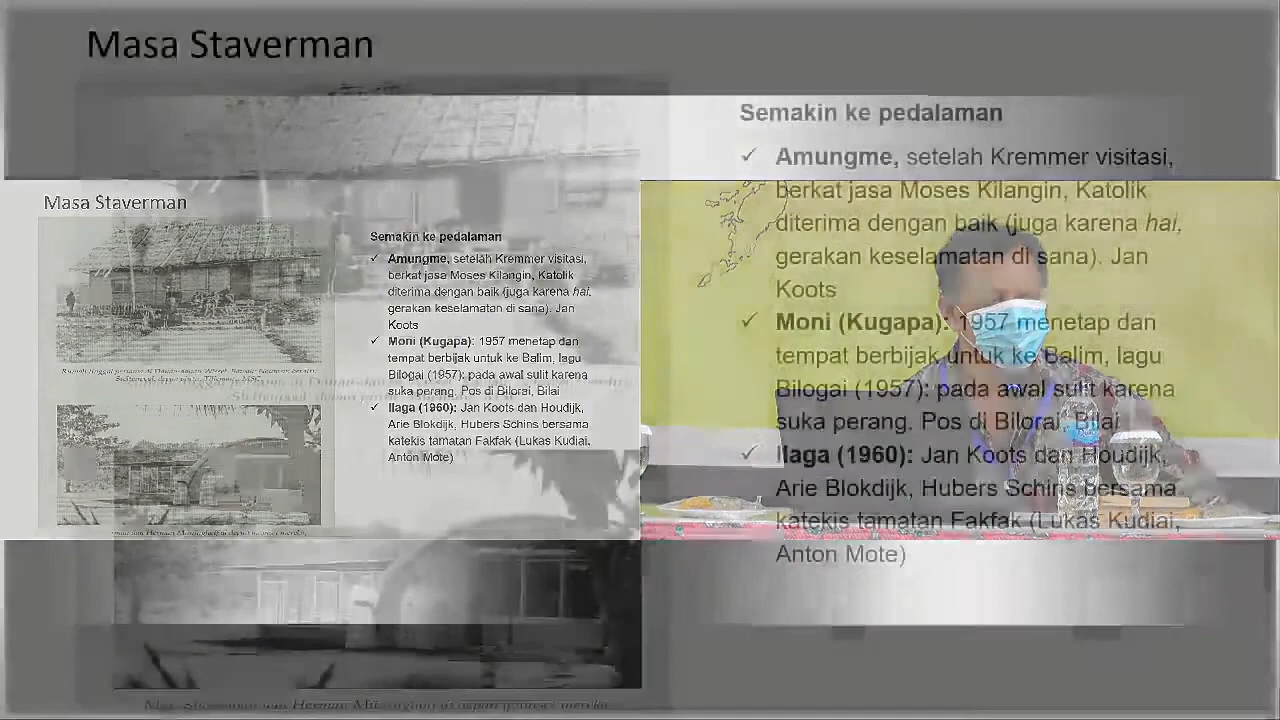 Masa Staverman
Semakin ke pedalaman
✓ Amungme, setelah Kremmer visitasi,
berkat jasa Moses Kilangin, Katolik
diterima dengan baik (juga karena hai,
gerakan keselamatan di sana). Jan
Koots
✓ Moni (Kugapa): 1957 menetap dan
tempat berbijak untuk ke Balim, lagu
Bilogai (1957): pada awal sulit karena
suka perang. Pos di Bilorai, Bilai
✓ Ilaga (1960): Jan Koots dan Houdijk,
Arie Blokdijk, Hubers Schins bersama
katekis tamatan Fakfak (Lukas Kudiai,
Anton Mote)
Masa Staverman
Semakin ke pedalaman
✓ Amungme, setelah Kremmer visitasi,
berkat jasa Moses Kilangin, Katolik
diterima dengan baik (juga karena hai,
gerakan keselamatan di sana). Jan
Koots
✓ Moni (Kugapa): 1957 menetap dan
tempat berbijak untuk ke Balim, lagu
Bilogai (1957): pada awal sulit karena
suka perang. Pos di Bilorai, Bilai
✓ Ilaga (1960): Jan Koots dan Houdijk,
Arie Blokdijk, Hubers Schins bersama
katekis tamatan Fakfak (Lukas Kudiai,
Anton Mote)